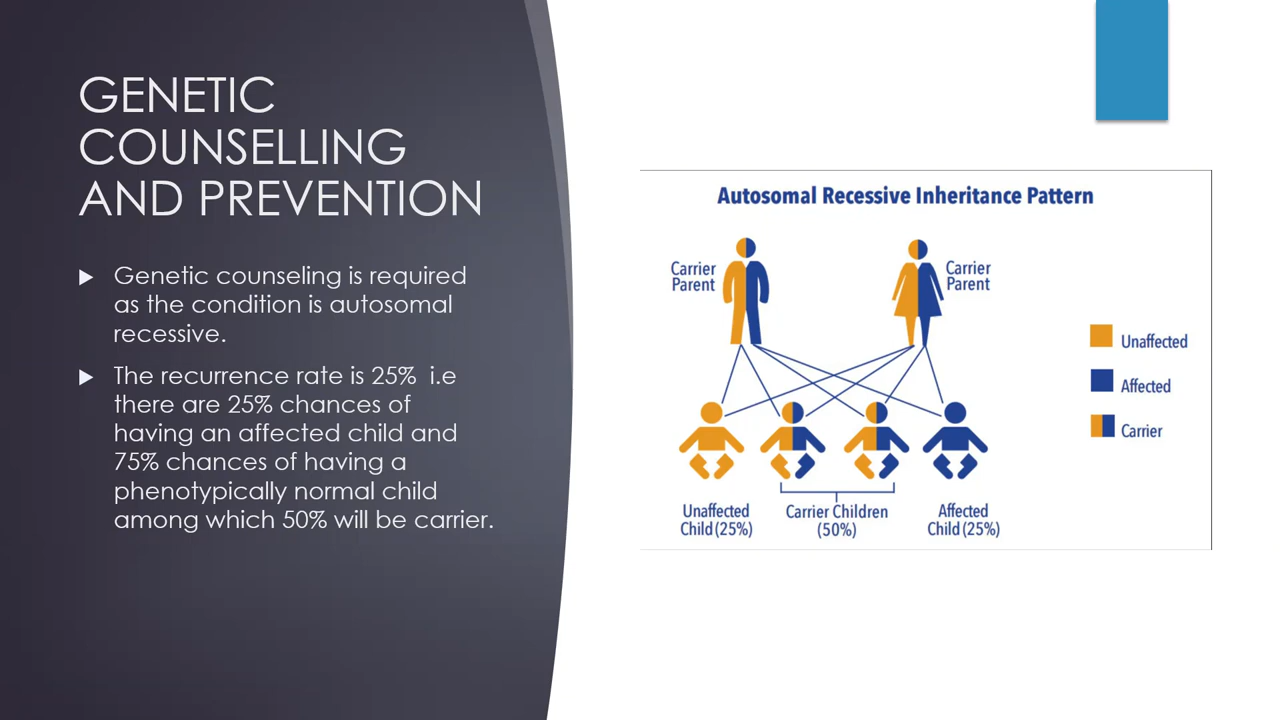 GENETIC
COUNSELLING
AND PREVENTION
Genetic counseling is required
as the condition is autosomal
recessive.
The recurrence rate is 25%  i.e
there are 25% chances of
having an affected child and
75% chances of having a
phenotypically normal child
among which 50% will be carrier.
Autosomal Recessive Inheritance Pattern
Carrier
Parent
Carrier
Parent
Unaffected
Affected
Carrier
Unaffected
Child (25%)
Carrier Children
(50%)
Affected
Child (25%)